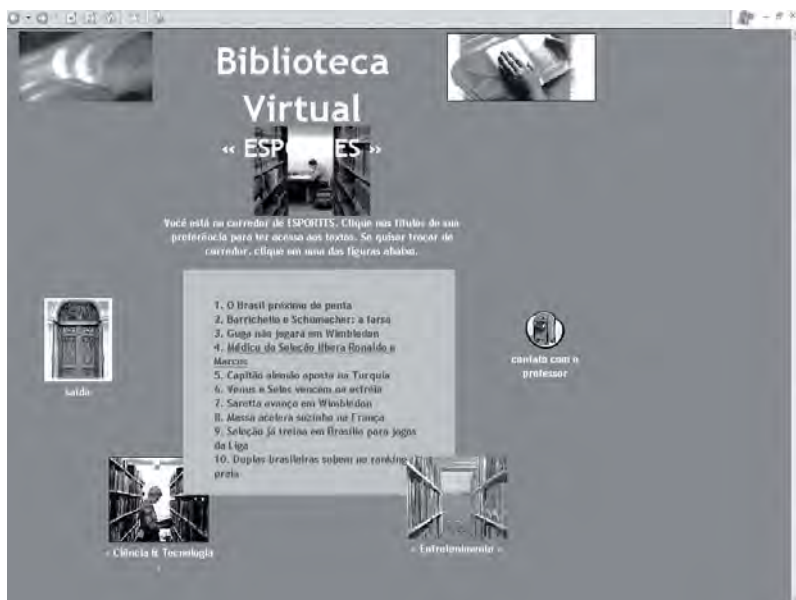 Biblioteca
Virtual
« ESPORTES »
Você está no corredor de ESPORTES. Clique nos títulos de sua
preferência para ter acesso aos textos. Se quiser trocar de
corredor, clique em uma das figuras abaixo.
1. O Brasil próximo do penta
2. Barrichello e Schumacher: a farsa
3. Guga não jogará em Wimbledon
4. Médico da Seleção libera Ronaldo e
Marcos
5. Capitão alemão aposta na Turquia
saída
contato com o
professor
6. Venus e Seles vencem na estréia
7. Saretta avança em Wimbledon
8. Massa acelera sozinho na França
9. Seleção já treina em Brasília para jogos
da Liga
10. Duplas brasileiras sobem no ranking
praia
« Ciência & Tecnologia
»
« Entretenimento »